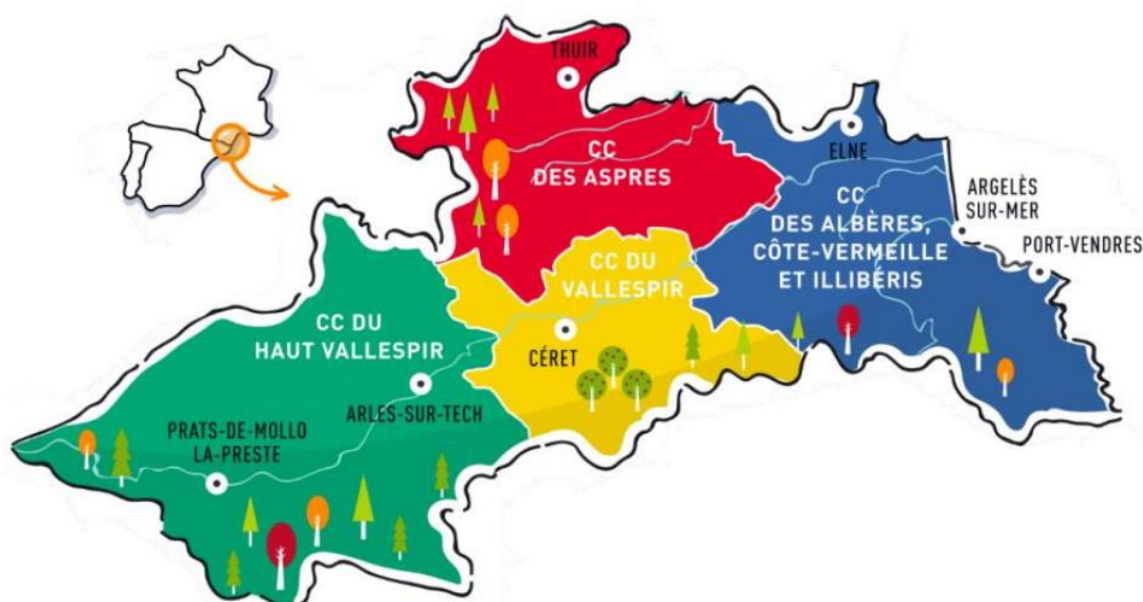 THUIR
CC
DES ASPRES
ELNE
CC
DES ALBÈRES,
CÔTE-VERMEILLE
ET ILLIBÉRIS
ARGELÈS
SUR-MER
PORT-VENDRES
CC DU
VALLESPIR
CÉRET
CC DU
HAUT VALLESPIR
ARLES-SUR-TECH
PRATS-DE-MOLLO
LA-PRESTE